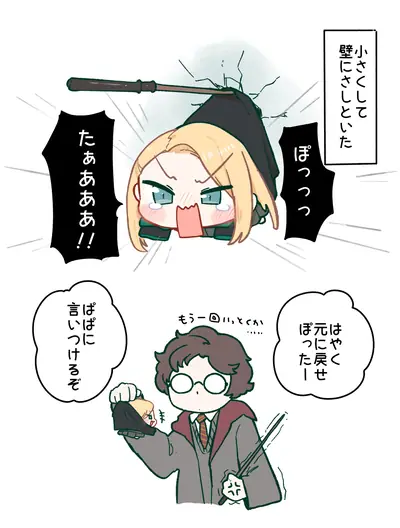 小さくして
壁にさしといた
ぽっっっ
たぁあああ!!
もう一回いっとくか
.....
はやく
元に戻せ
ぽったー
ぱぱに
言いつけるぞ